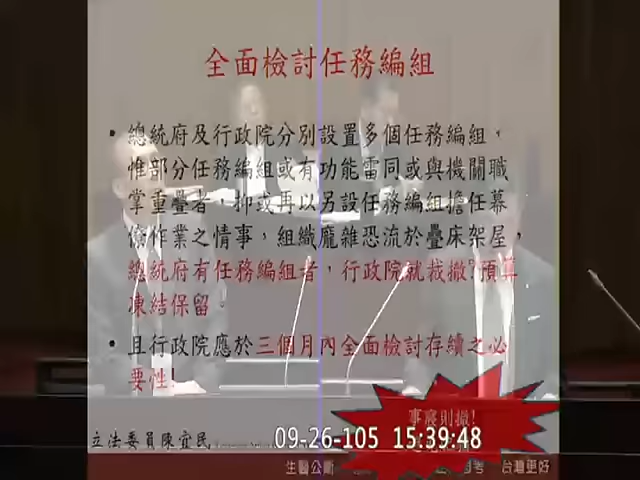 全面檢討任務編組
• 總統府及行政院分別設置多個任務編組，
惟部分任務編組或有功能雷同或與機關職
掌重疊者，抑或再以另設任務編組擔任幕
僚作業之情事，組織龐雜恐流於疊床架屋，
總統府有任務編組者，行政院就裁撤!預算
凍結保留。
• 且行政院應於三個月內全面檢討存續之必
要性!
事寢則撤!
立法委員陳宜民
09-26-105 15:39:48
生醫公衛
台灣更好